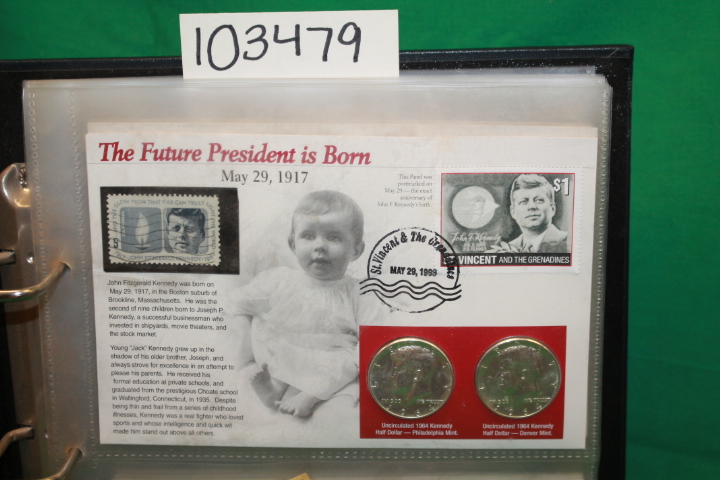 103479
The Future President is Born
May 29, 1917
This Panel was
postmarked on
May 29 — the exact
anniversary of
John F. Kennedy's birth.
$1
John F. Kennedy
ST. VINCENT AND THE GRENADINES
St. Vincent & The Grenadines
MAY 29, 1998
5
John Fitzgerald Kennedy was born on
May 29, 1917, in the Boston suburb of
Brookline, Massachusetts. He was the
second of nine children born to Joseph P.
Kennedy, a successful businessman who
invested in shipyards, movie theaters, and
the stock market.
Young "Jack" Kennedy grew up in the
shadow of his older brother, Joseph, and
always strove for excellence in an attempt to
please his parents. He received his
formal education at private schools, and
graduated from the prestigious Choate school
in Wallingford, Connecticut, in 1935. Despite
being thin and frail from a series of childhood
illnesses, Kennedy was a real fighter who loved
sports and whose intelligence and quick wit
made him stand out above all others.
Uncirculated 1964 Kennedy
Half Dollar — Philadelphia Mint.
Uncirculated 1964 Kennedy
Half Dollar — Denver Mint.